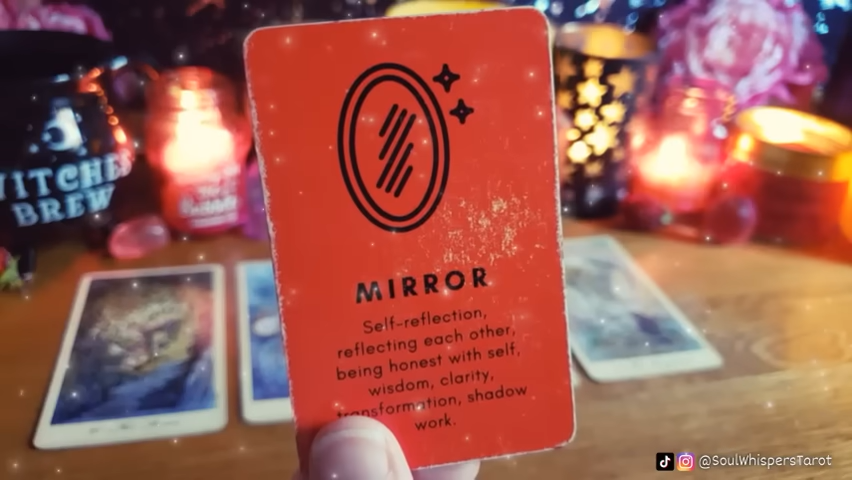 WITCHES
BREW
MIRROR
Self-reflection,
reflecting each other,
being honest with self,
wisdom, clarity,
transformation, shadow
work.
@SoulWhispersTarot